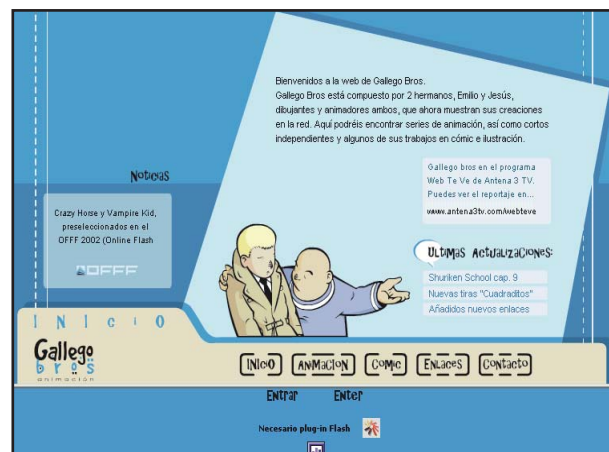 Bienvenidos a la web de Gallego Bros.
Gallego Bros está compuesto por 2 hermanos, Emilio y Jesús,
dibujantes y animadores ambos, que ahora muestran sus creaciones
en la red. Aquí podréis encontrar series de animación, así como cortos
independientes y algunos de sus trabajos en cómic e ilustración.
Gallego bros en el programa
Web Te Ve de Antena 3 TV.
Puedes ver el reportaje en...
www.antena3tv.com/webteve
Noticias
Crazy Horse y Vampire Kid,
preseleccionados en el
OFFF 2002 (Online Flash
OFFF
Ultimas Actualizaciones:
Shuriken School cap. 9
Nuevas tiras "Cuadraditos"
Añadidos nuevos enlaces
INICIO
Gallego
bros
animación
INICIO ANIMACION COMIC ENLACES CONTACTO
Entrar Enter
Necesario plug-in Flash